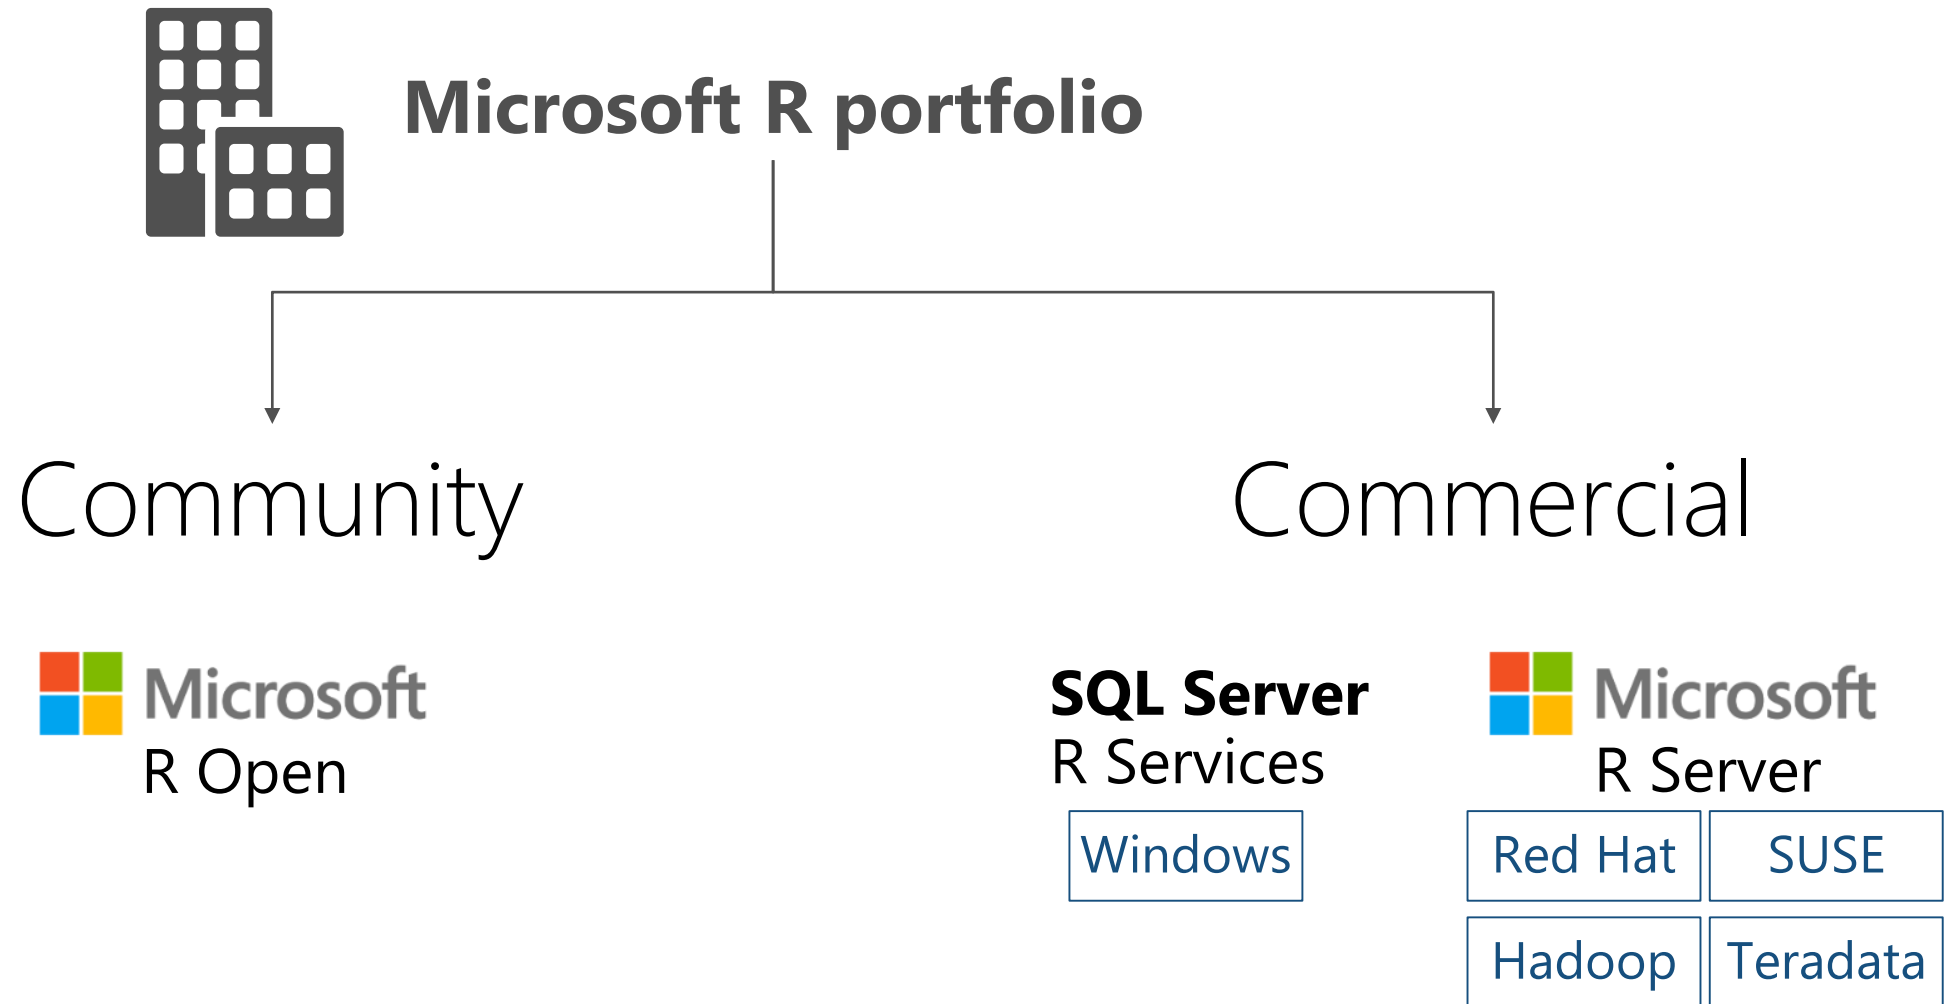 Microsoft R portfolio
Community
Commercial
Microsoft
R Open
SQL Server
R Services
Windows
Microsoft
R Server
Red Hat
SUSE
Hadoop
Teradata